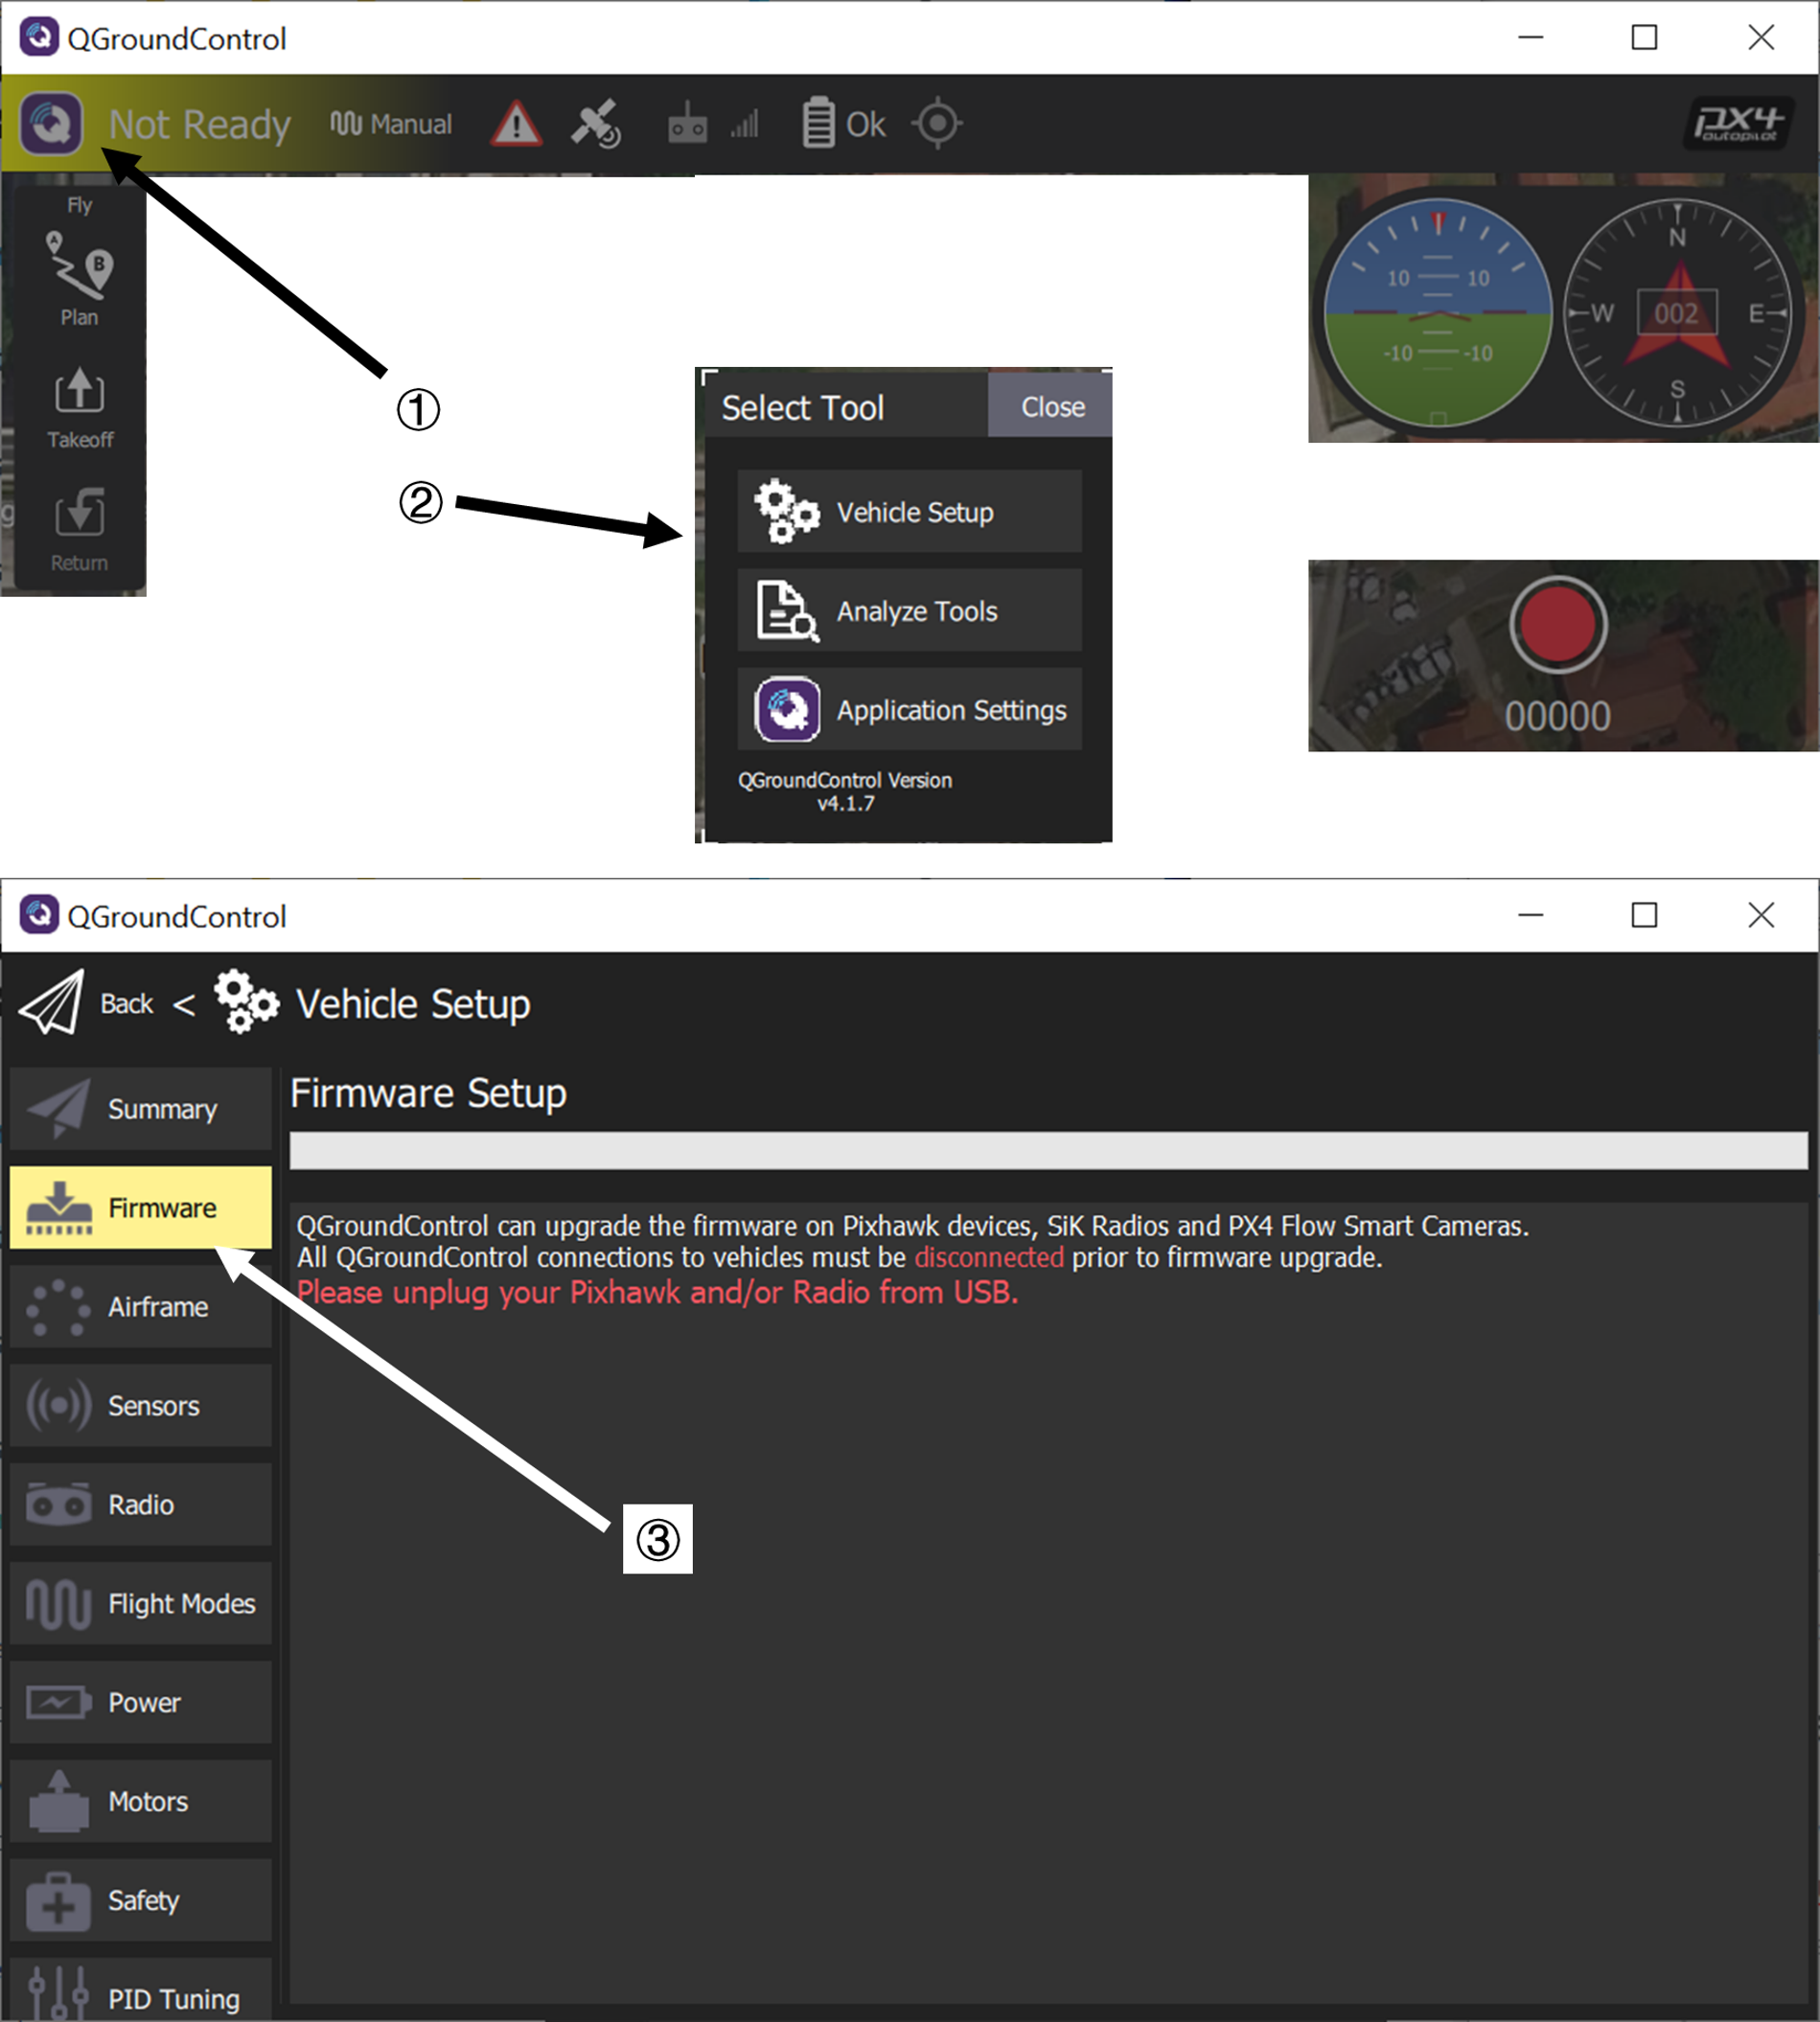 QGroundControl
Not Ready
Manual
Ok
px4
autopilot
Fly
A
B
Plan
Takeoff
Return
①
②
Select Tool
Close
Vehicle Setup
Analyze Tools
Application Settings
QGroundControl Version
v4.1.7
10 10
-10 -10
N
W 002 E
S
00000
QGroundControl
Back < Vehicle Setup
Summary
Firmware
Airframe
Sensors
Radio
Flight Modes
Power
Motors
Safety
PID Tuning
Firmware Setup
QGroundControl can upgrade the firmware on Pixhawk devices, SiK Radios and PX4 Flow Smart Cameras.
All QGroundControl connections to vehicles must be disconnected prior to firmware upgrade.
Please unplug your Pixhawk and/or Radio from USB.
③